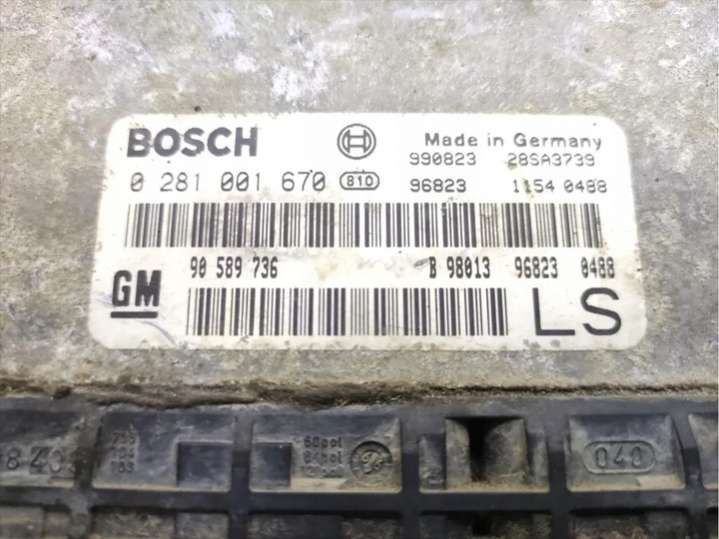 BOSCH Made in Germany
990823 28SA3739
0 281 001 670 810 96823 1154 0488
GM 90 589 736 B 98013 96823 0488
LS
040